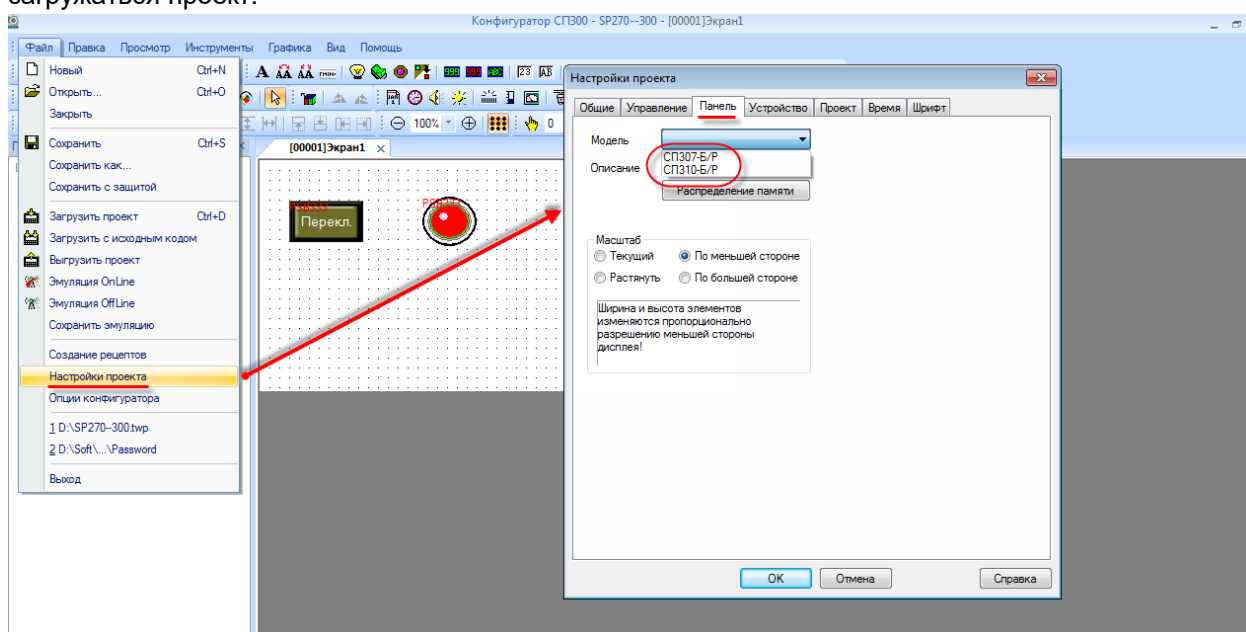 загружаться проект.
Конфигуратор СП300 - SP270--300 - [00001]Экран1
Файл Правка Просмотр Инструменты Графика Вид Помощь
Новый Ctrl+N
Открыть... Ctrl+O
Закрыть
Сохранить Ctrl+S
Сохранить как...
Сохранить с защитой
Загрузить проект Ctrl+D
Загрузить с исходным кодом
Выгрузить проект
Эмуляция OnLine
Эмуляция OffLine
Сохранить эмуляцию
Создание рецептов
Настройки проекта
Опции конфигуратора
1 D:\SP270--300.twp
2 D:\Soft\...\Password
Выход
100%
0
[00001]Экран1
Перекл.
Настройки проекта
Общие Управление Панель Устройство Проект Время Шрифт
Модель
СП307-Б/Р
Описание
СП310-Б/Р
Распределение памяти
Масштаб
Текущий По меньшей стороне
Растянуть По большей стороне
Ширина и высота элементов
изменяются пропорционально
разрешению меньшей стороны
дисплея!
OK Отмена Справка